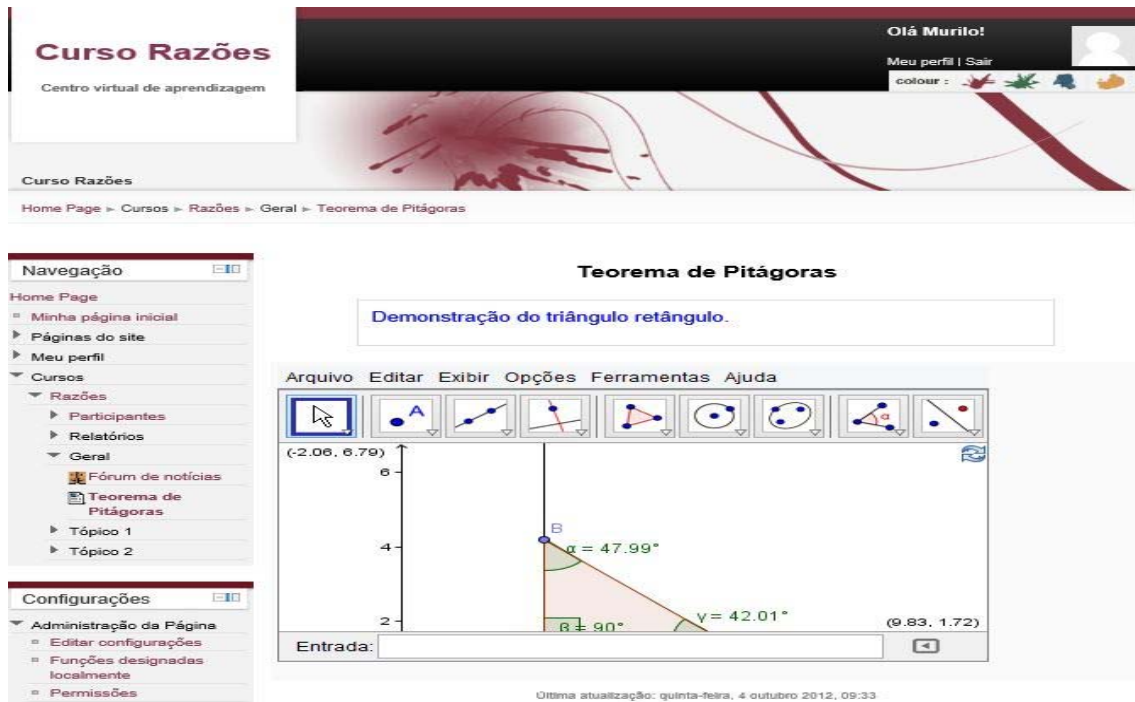 Curso Razões
Centro virtual de aprendizagem
Olá Murilo!
Meu perfil | Sair
colour :
Curso Razões
Home Page ► Cursos ► Razões ► Geral ► Teorema de Pitágoras
Navegação
Home Page
Minha página inicial
Páginas do site
Meu perfil
Cursos
Razões
Participantes
Relatórios
Geral
Fórum de notícias
Teorema de
Pitágoras
Tópico 1
Tópico 2
Configurações
Administração da Página
Editar configurações
Funções designadas
localmente
Permissões
Teorema de Pitágoras
Demonstração do triângulo retângulo.
Arquivo Editar Exibir Opções Ferramentas Ajuda
A
α
(-2.06, 6.79)
6
B
4
α = 47.99°
2
β = 90°
γ = 42.01°
(9.83, 1.72)
Entrada:
Última atualização: quinta-feira, 4 outubro 2012, 09:33